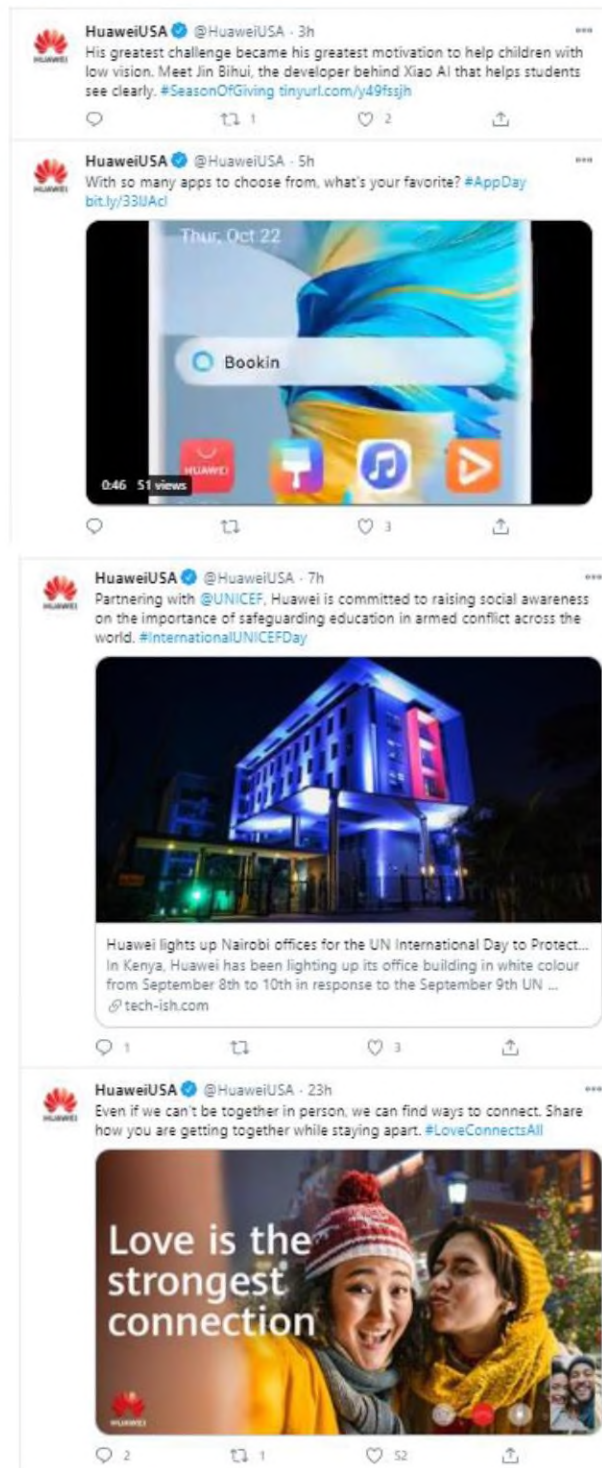 HuaweiUSA @HuaweiUSA · 3h
His greatest challenge became his greatest motivation to help children with
low vision. Meet Jin Bihui, the developer behind Xiao AI that helps students
see clearly. #SeasonOfGiving tinyurl.com/y49fssjh
HUAWEI
1 2
HuaweiUSA @HuaweiUSA · 5h
With so many apps to choose from, what's your favorite? #AppDay
HUAWEI
Thur, Oct 22
Bookin
HUAWEI
0:46 51 views
3
HuaweiUSA @HuaweiUSA · 7h
Partnering with @UNICEF, Huawei is committed to raising social awareness
on the importance of safeguarding education in armed conflict across the
world. #InternationalUNICEFDay
HUAWEI
Huawei lights up Nairobi offices for the UN International Day to Protect...
In Kenya, Huawei has been lighting up its office building in white colour
from September 8th to 10th in response to the September 9th UN ...
tech-ish.com
1 3
HuaweiUSA @HuaweiUSA · 23h
Even if we can't be together in person, we can find ways to connect. Share
how you are getting together while staying apart. #LoveConnectsAll
HUAWEI
Love is the
strongest
connection
HUAWEI
2 1 52